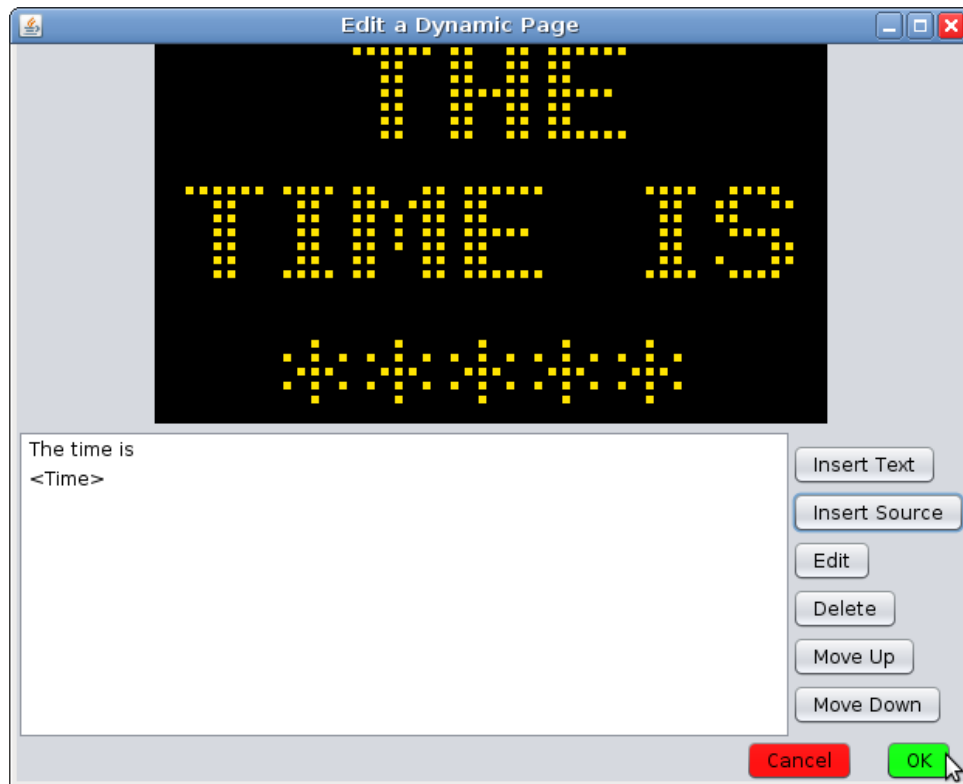 Edit a Dynamic Page
THE
TIME IS
*****
The time is
<Time>
Insert Text
Insert Source
Edit
Delete
Move Up
Move Down
Cancel
OK